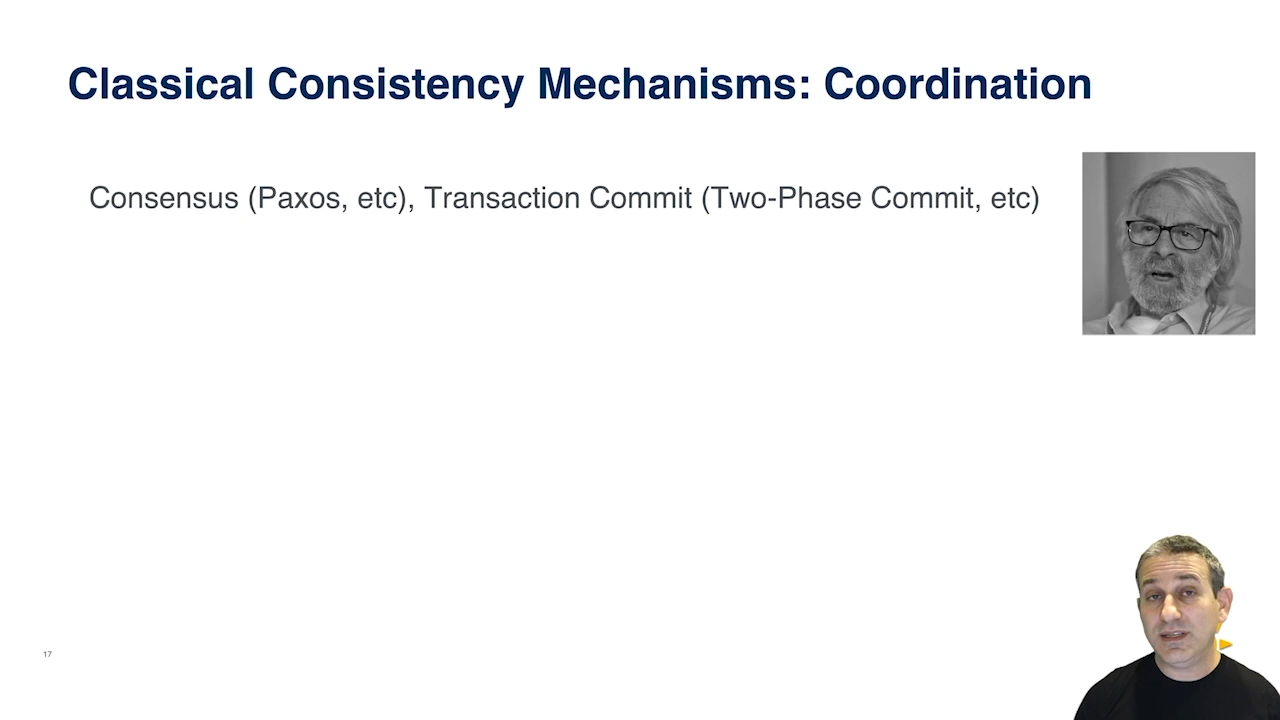 Classical Consistency Mechanisms: Coordination
Consensus (Paxos, etc), Transaction Commit (Two-Phase Commit, etc)
17